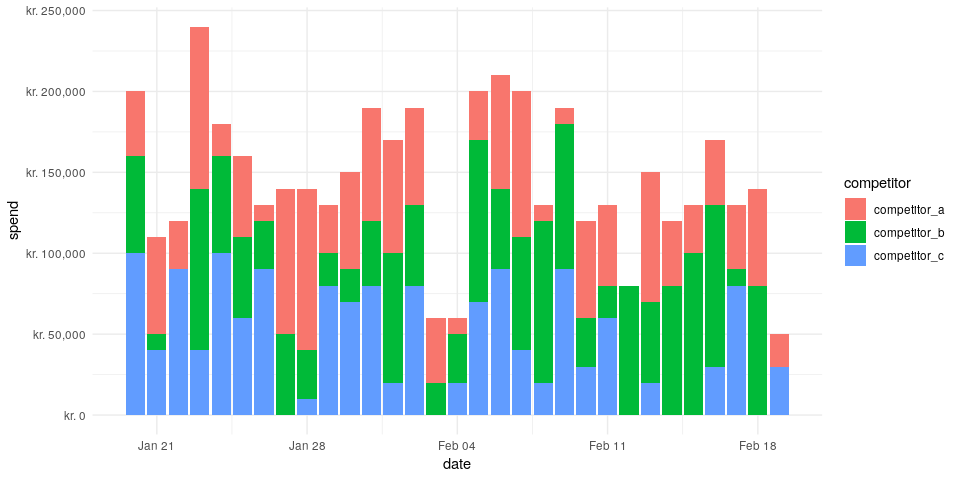 kr. 250,000
kr. 200,000
kr. 150,000
kr. 100,000
kr. 50,000
kr. 0
spend
Jan 21
Jan 28
Feb 04
Feb 11
Feb 18
date
competitor
competitor_a
competitor_b
competitor_c